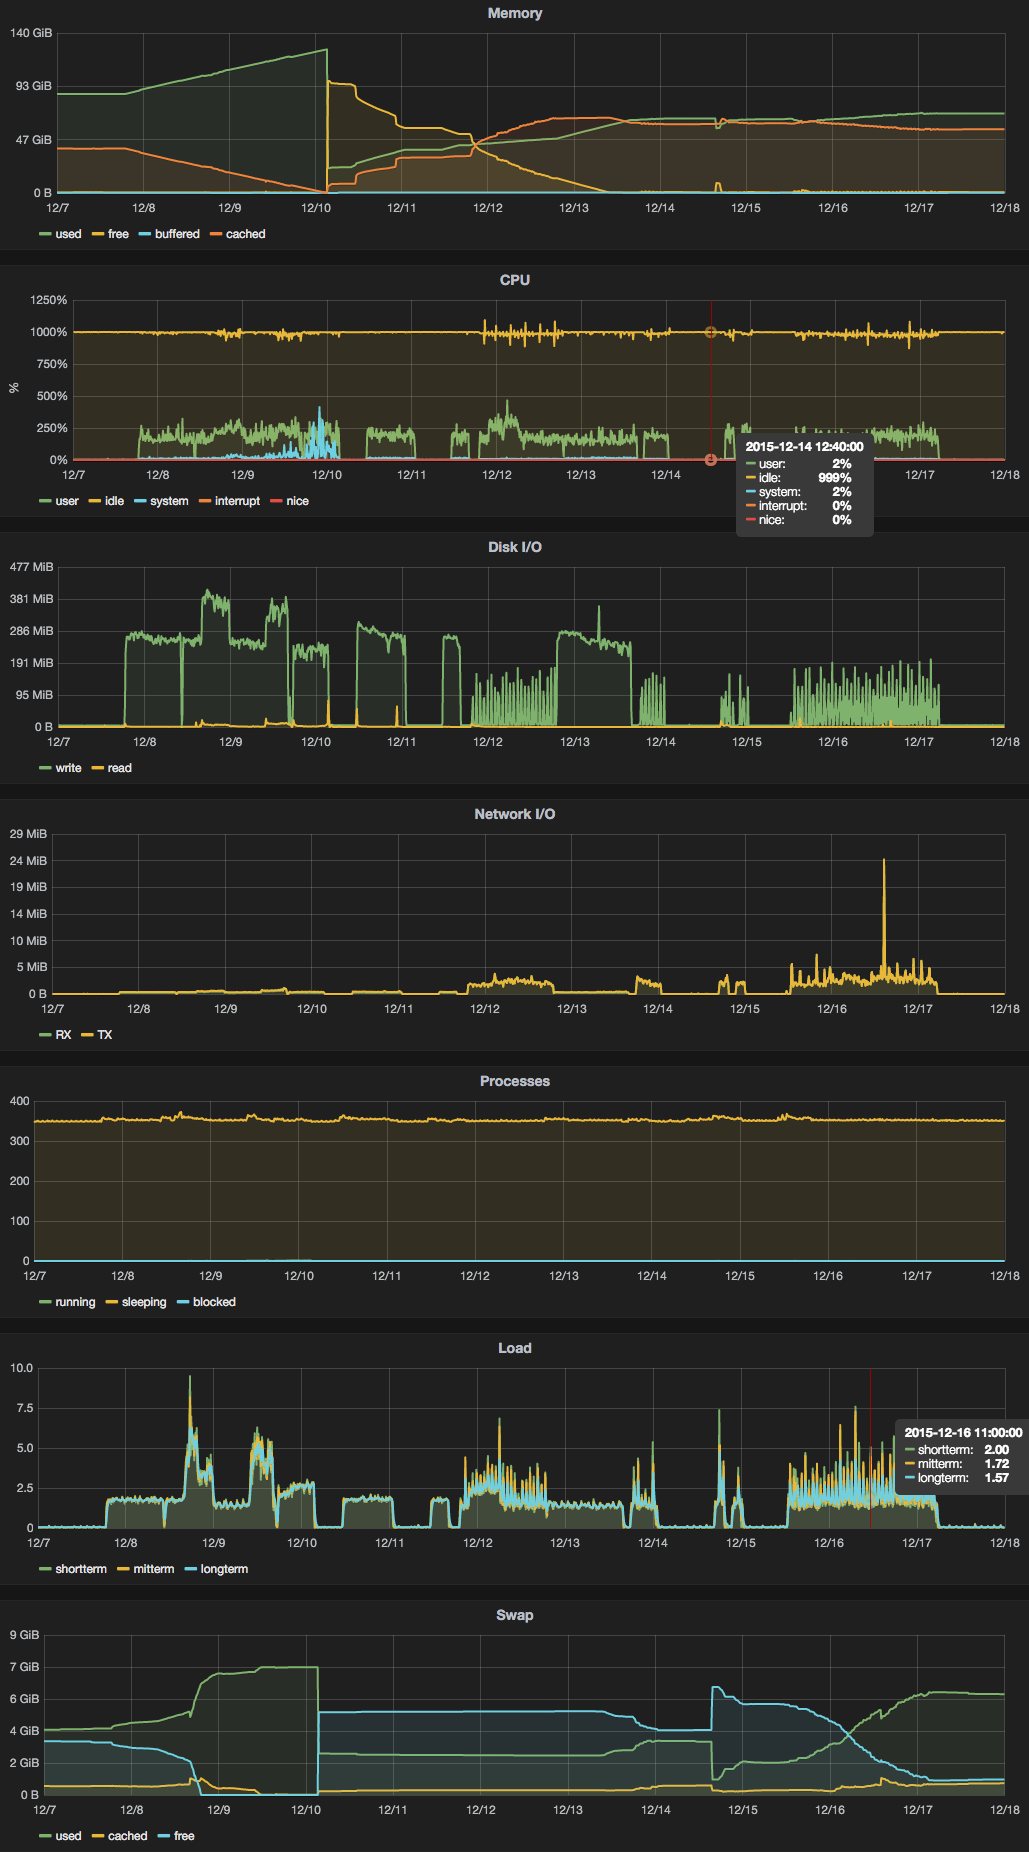 Memory
140 GiB
93 GiB
47 GiB
0 B
12/7 12/8 12/9 12/10 12/11 12/12 12/13 12/14 12/15 12/16 12/17 12/18
used free buffered cached
CPU
1250%
1000%
750%
500%
250%
0%
%
12/7 12/8 12/9 12/10 12/11 12/12 12/13 12/14 12/17 12/18
2015-12-14 12:40:00
user: 2%
idle: 999%
system: 2%
interrupt: 0%
nice: 0%
user idle system interrupt nice
Disk I/O
477 MiB
381 MiB
286 MiB
191 MiB
95 MiB
0 B
12/7 12/8 12/9 12/10 12/11 12/12 12/13 12/14 12/15 12/16 12/17 12/18
write read
Network I/O
29 MiB
24 MiB
19 MiB
14 MiB
10 MiB
5 MiB
0 B
12/7 12/8 12/9 12/10 12/11 12/12 12/13 12/14 12/15 12/16 12/17 12/18
RX TX
Processes
400
300
200
100
0
12/7 12/8 12/9 12/10 12/11 12/12 12/13 12/14 12/15 12/16 12/17 12/18
running sleeping blocked
Load
10.0
7.5
5.0
2.5
0
2015-12-16 11:00:00
shortterm: 2.00
mitterm: 1.72
longterm: 1.57
12/7 12/8 12/9 12/10 12/11 12/12 12/13 12/14 12/15 12/16 12/17 12/18
shortterm mitterm longterm
Swap
9 GiB
7 GiB
6 GiB
4 GiB
2 GiB
0 B
12/7 12/8 12/9 12/10 12/11 12/12 12/13 12/14 12/15 12/16 12/17 12/18
used cached free